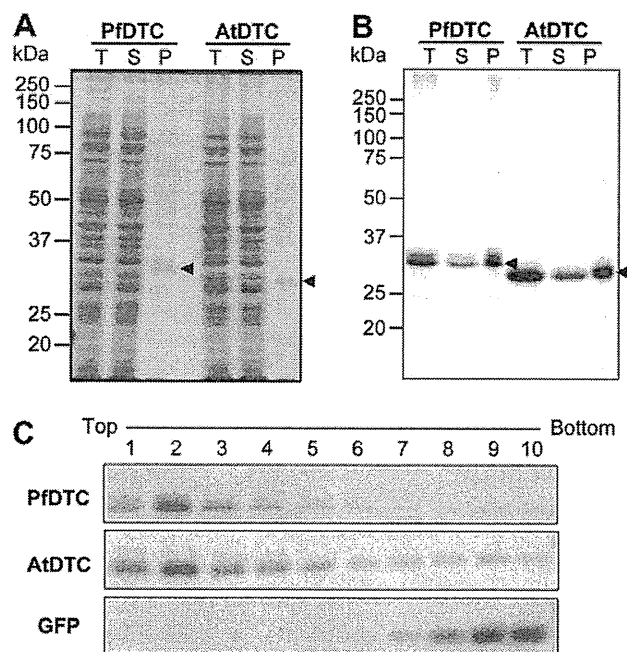 A
PfDTC AtDTC
kDa T S P T S P
250
150
100
75
50
37
25
20
B
PfDTC AtDTC
kDa T S P T S P
250
150
100
75
50
37
25
20
C
Top Bottom
1 2 3 4 5 6 7 8 9 10
PfDTC
AtDTC
GFP